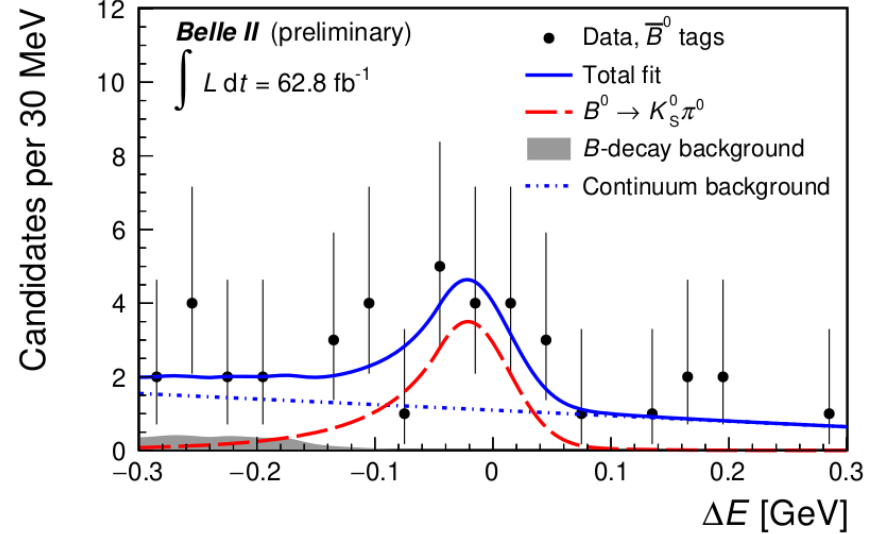 Candidates per 30 MeV
12
10
8
6
4
2
0
Belle II (preliminary)
∫ L dt = 62.8 fb⁻¹
Data, B̅⁰ tags
Total fit
B⁰ → K⁰_S π⁰
B-decay background
Continuum background
−0.3 −0.2 −0.1 0 0.1 0.2 0.3
ΔE [GeV]